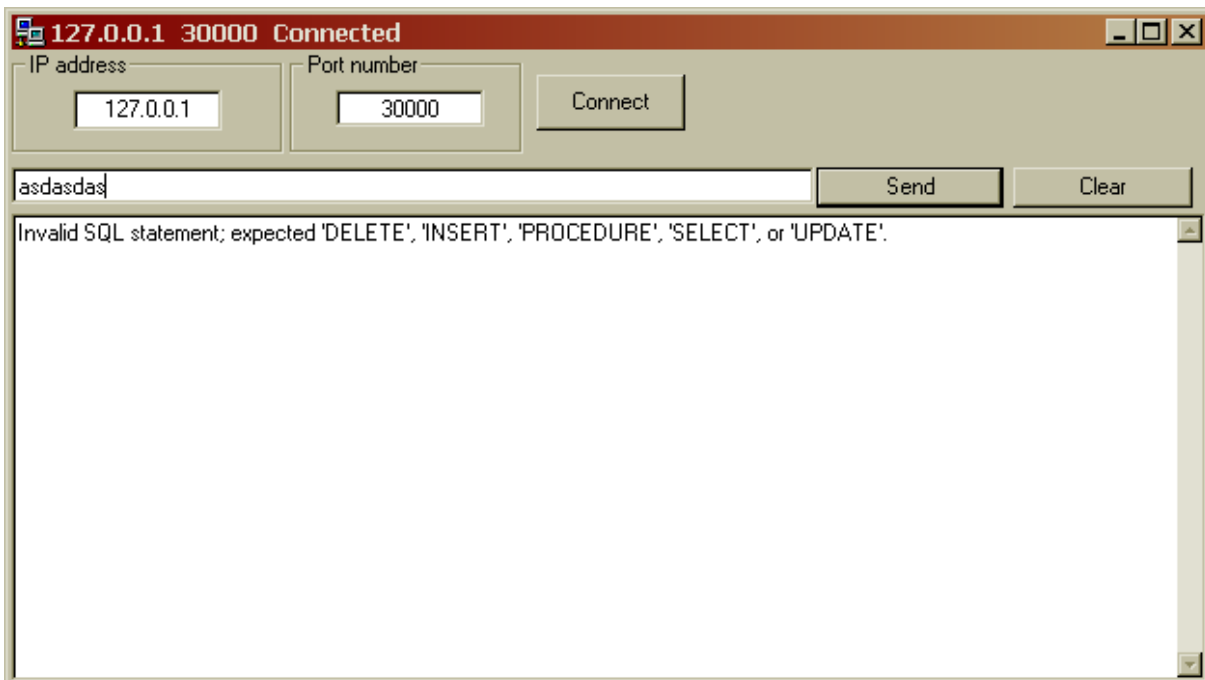 127.0.0.1 30000 Connected
IP address
Port number
127.0.0.1
30000
Connect
asdasdas
Send
Clear
Invalid SQL statement; expected 'DELETE', 'INSERT', 'PROCEDURE', 'SELECT', or 'UPDATE'.